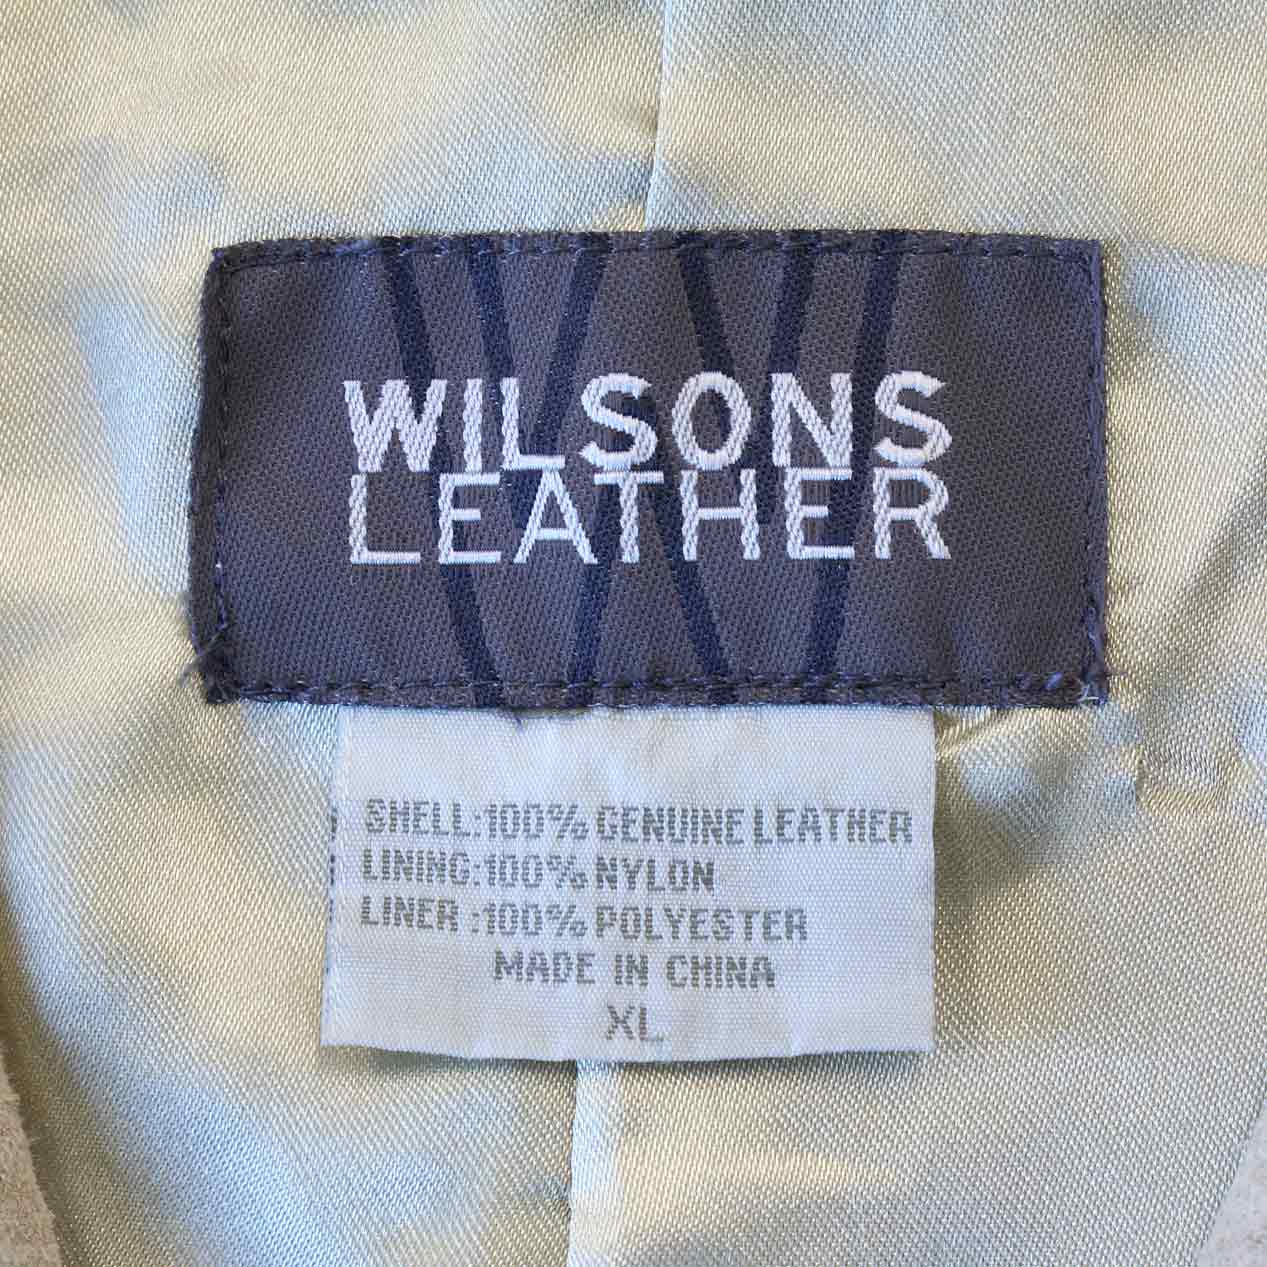 WILSONS
LEATHER
SHELL:100% GENUINE LEATHER
LINING:100% NYLON
LINER :100% POLYESTER
MADE IN CHINA
XL